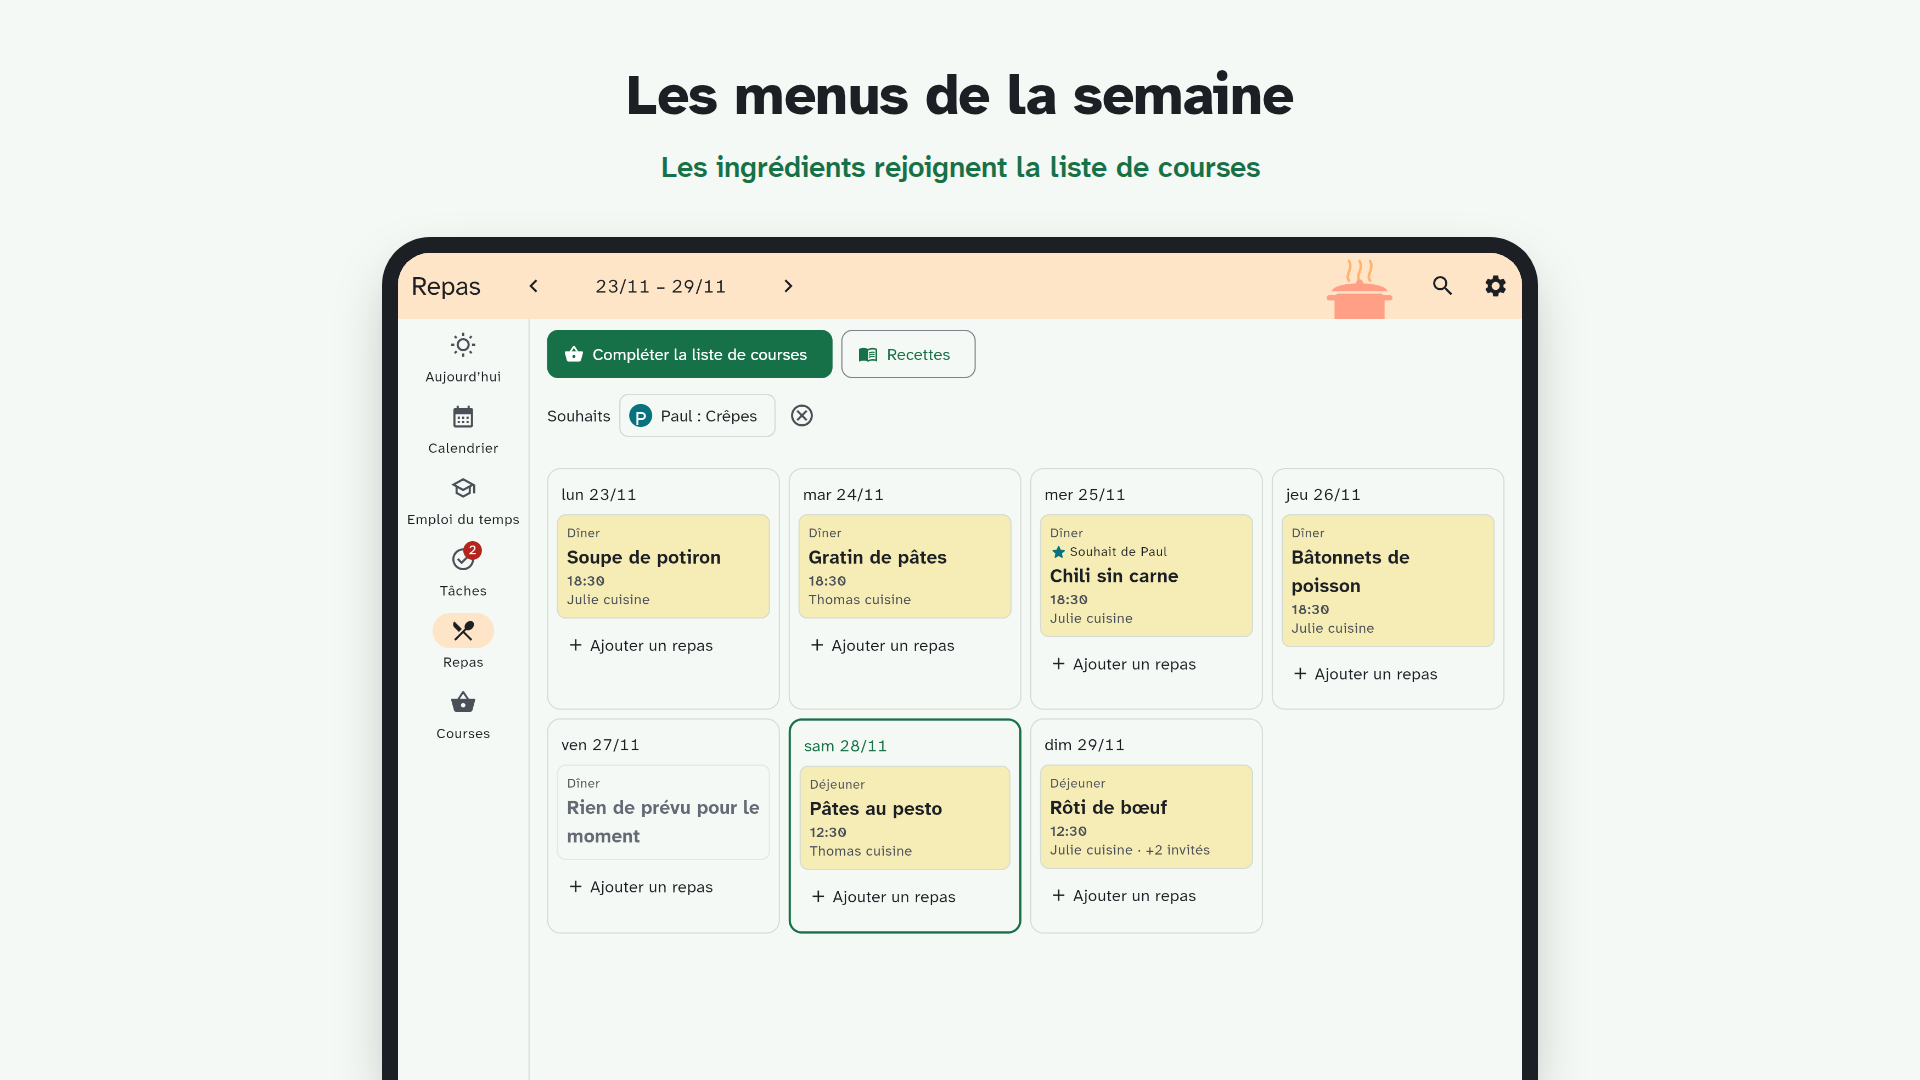 Les menus de la semaine
Les ingrédients rejoignent la liste de courses
Repas
23/11 – 29/11
Aujourd'hui
Calendrier
Emploi du temps
2
Tâches
Repas
Courses
Compléter la liste de courses
Recettes
Souhaits
P
Paul : Crêpes
lun 23/11
Dîner
Soupe de potiron
18:30
Julie cuisine
Ajouter un repas
mar 24/11
Dîner
Gratin de pâtes
18:30
Thomas cuisine
Ajouter un repas
mer 25/11
Dîner
Souhait de Paul
Chili sin carne
18:30
Julie cuisine
Ajouter un repas
jeu 26/11
Dîner
Bâtonnets de
poisson
18:30
Julie cuisine
Ajouter un repas
ven 27/11
Dîner
Rien de prévu pour le
moment
Ajouter un repas
sam 28/11
Déjeuner
Pâtes au pesto
12:30
Thomas cuisine
Ajouter un repas
dim 29/11
Déjeuner
Rôti de bœuf
12:30
Julie cuisine · +2 invités
Ajouter un repas